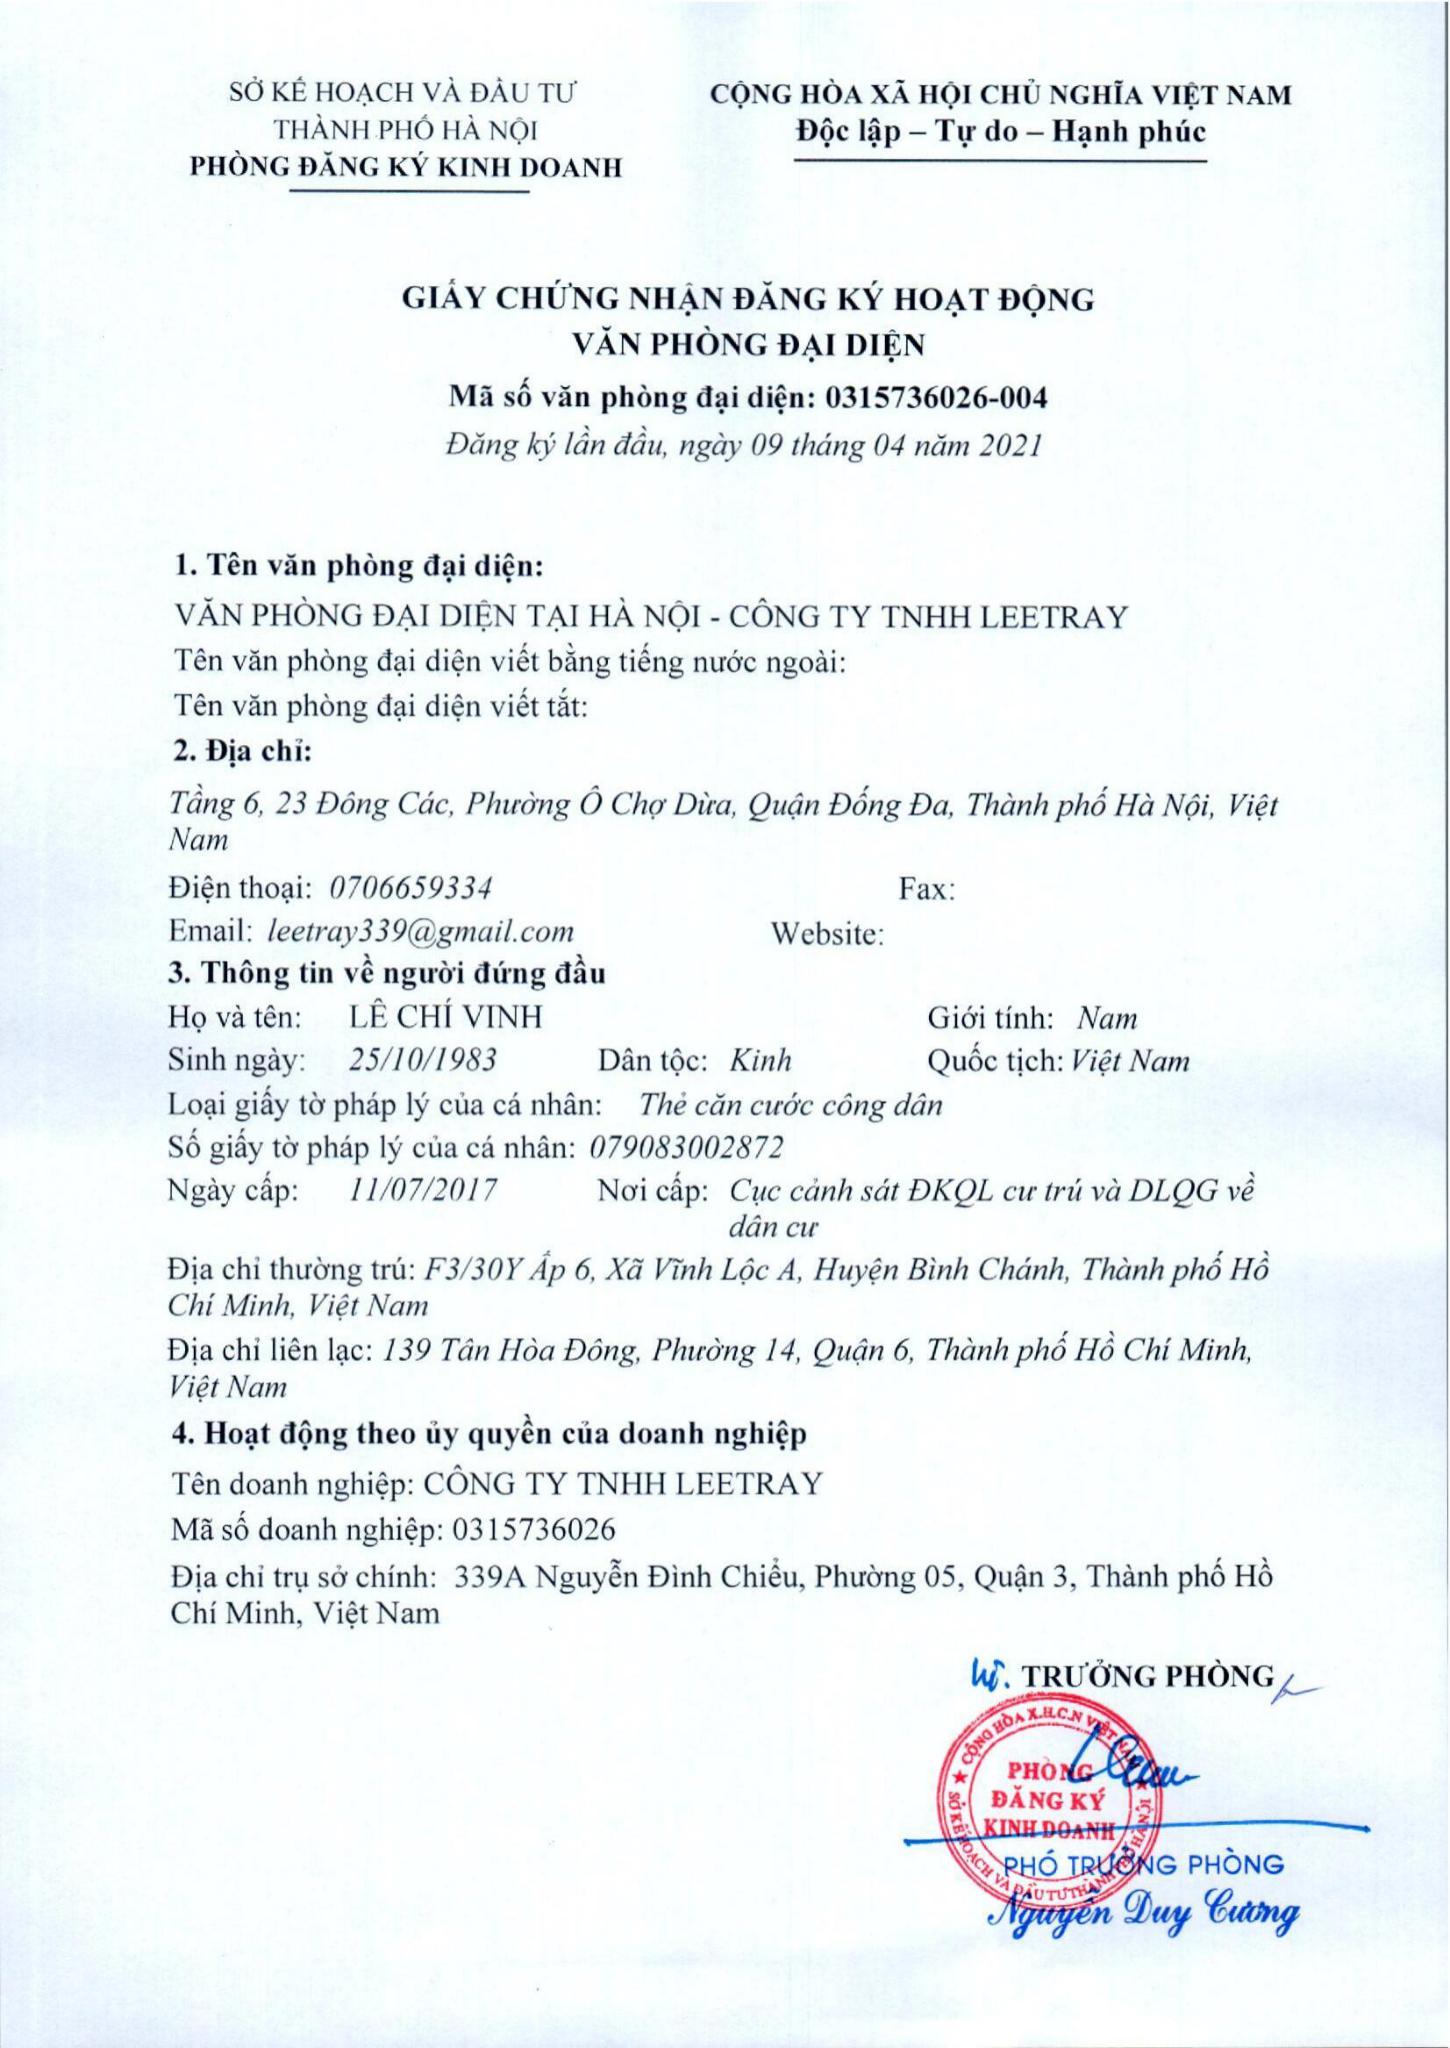 SỞ KẾ HOẠCH VÀ ĐẦU TƯ
THÀNH PHỐ HÀ NỘI
PHÒNG ĐĂNG KÝ KINH DOANH
CỘNG HÒA XÃ HỘI CHỦ NGHĨA VIỆT NAM
Độc lập – Tự do – Hạnh phúc
GIẤY CHỨNG NHẬN ĐĂNG KÝ HOẠT ĐỘNG
VĂN PHÒNG ĐẠI DIỆN
Mã số văn phòng đại diện: 0315736026-004
Đăng ký lần đầu, ngày 09 tháng 04 năm 2021
1. Tên văn phòng đại diện:
VĂN PHÒNG ĐẠI DIỆN TẠI HÀ NỘI - CÔNG TY TNHH LEETRAY
Tên văn phòng đại diện viết bằng tiếng nước ngoài:
Tên văn phòng đại diện viết tắt:
2. Địa chỉ:
Tầng 6, 23 Đông Các, Phường Ô Chợ Dừa, Quận Đống Đa, Thành phố Hà Nội, Việt
Nam
Điện thoại: 0706659334 Fax:
Email: leetray339@gmail.com Website:
3. Thông tin về người đứng đầu
Họ và tên: LÊ CHÍ VINH Giới tính: Nam
Sinh ngày: 25/10/1983 Dân tộc: Kinh Quốc tịch: Việt Nam
Loại giấy tờ pháp lý của cá nhân: Thẻ căn cước công dân
Số giấy tờ pháp lý của cá nhân: 079083002872
Ngày cấp: 11/07/2017 Nơi cấp: Cục cảnh sát ĐKQL cư trú và DLQG về
dân cư
Địa chỉ thường trú: F3/30Y Ấp 6, Xã Vĩnh Lộc A, Huyện Bình Chánh, Thành phố Hồ
Chí Minh, Việt Nam
Địa chỉ liên lạc: 139 Tân Hòa Đông, Phường 14, Quận 6, Thành phố Hồ Chí Minh,
Việt Nam
4. Hoạt động theo ủy quyền của doanh nghiệp
Tên doanh nghiệp: CÔNG TY TNHH LEETRAY
Mã số doanh nghiệp: 0315736026
Địa chỉ trụ sở chính: 339A Nguyễn Đình Chiểu, Phường 05, Quận 3, Thành phố Hồ
Chí Minh, Việt Nam
TRƯỞNG PHÒNG
CỘNG HÒA X.H.C.N VIỆT NAM
PHÒNG
ĐĂNG KÝ
KINH DOANH
SỞ KẾ HOẠCH VÀ ĐẦU TƯ THÀNH PHỐ HÀ NỘI
PHÓ TRƯỞNG PHÒNG
Nguyễn Duy Cương